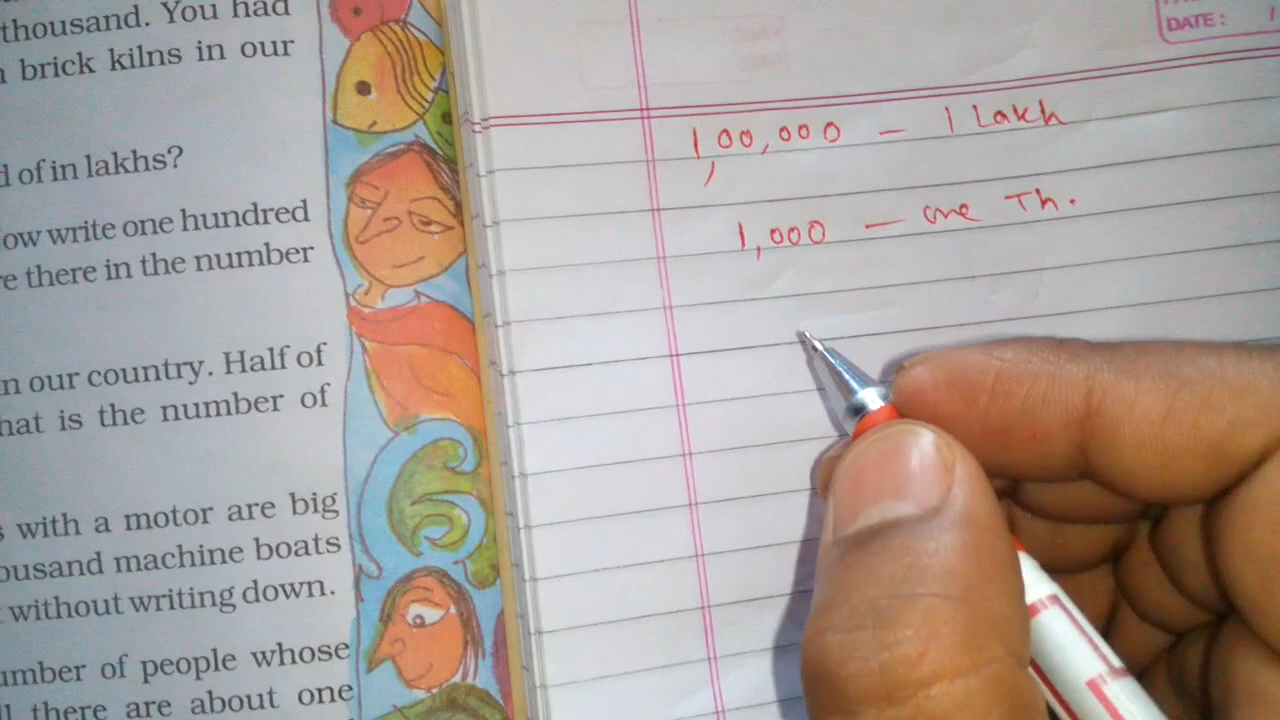 thousand. You had
brick kilns in our
of in lakhs?
ow write one hundred
e there in the number
n our country. Half of
hat is the number of
with a motor are big
ousand machine boats
without writing down.
umber of people whose
there are about one
DATE:
1,00,000 - 1 Lakh
,
1,000 - one Th.